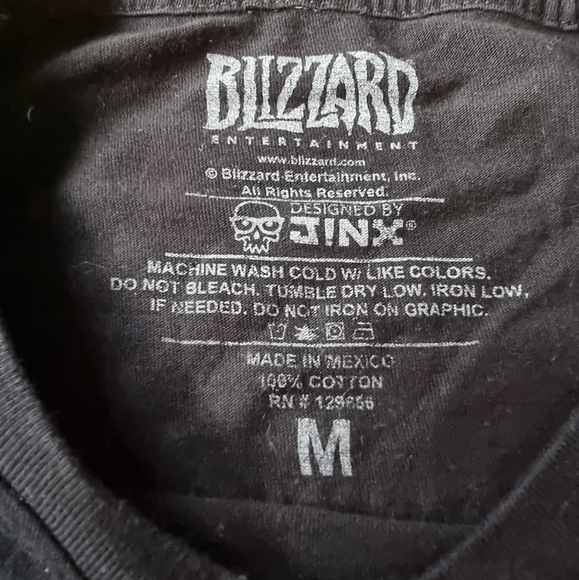 BLIZZARD
ENTERTAINMENT
www.blizzard.com
© Blizzard Entertainment, Inc.
All Rights Reserved.
DESIGNED BY
J!NX®
MACHINE WASH COLD W/ LIKE COLORS.
DO NOT BLEACH. TUMBLE DRY LOW. IRON LOW,
IF NEEDED. DO NOT IRON ON GRAPHIC.
MADE IN MEXICO
100% COTTON
RN # 129856
M